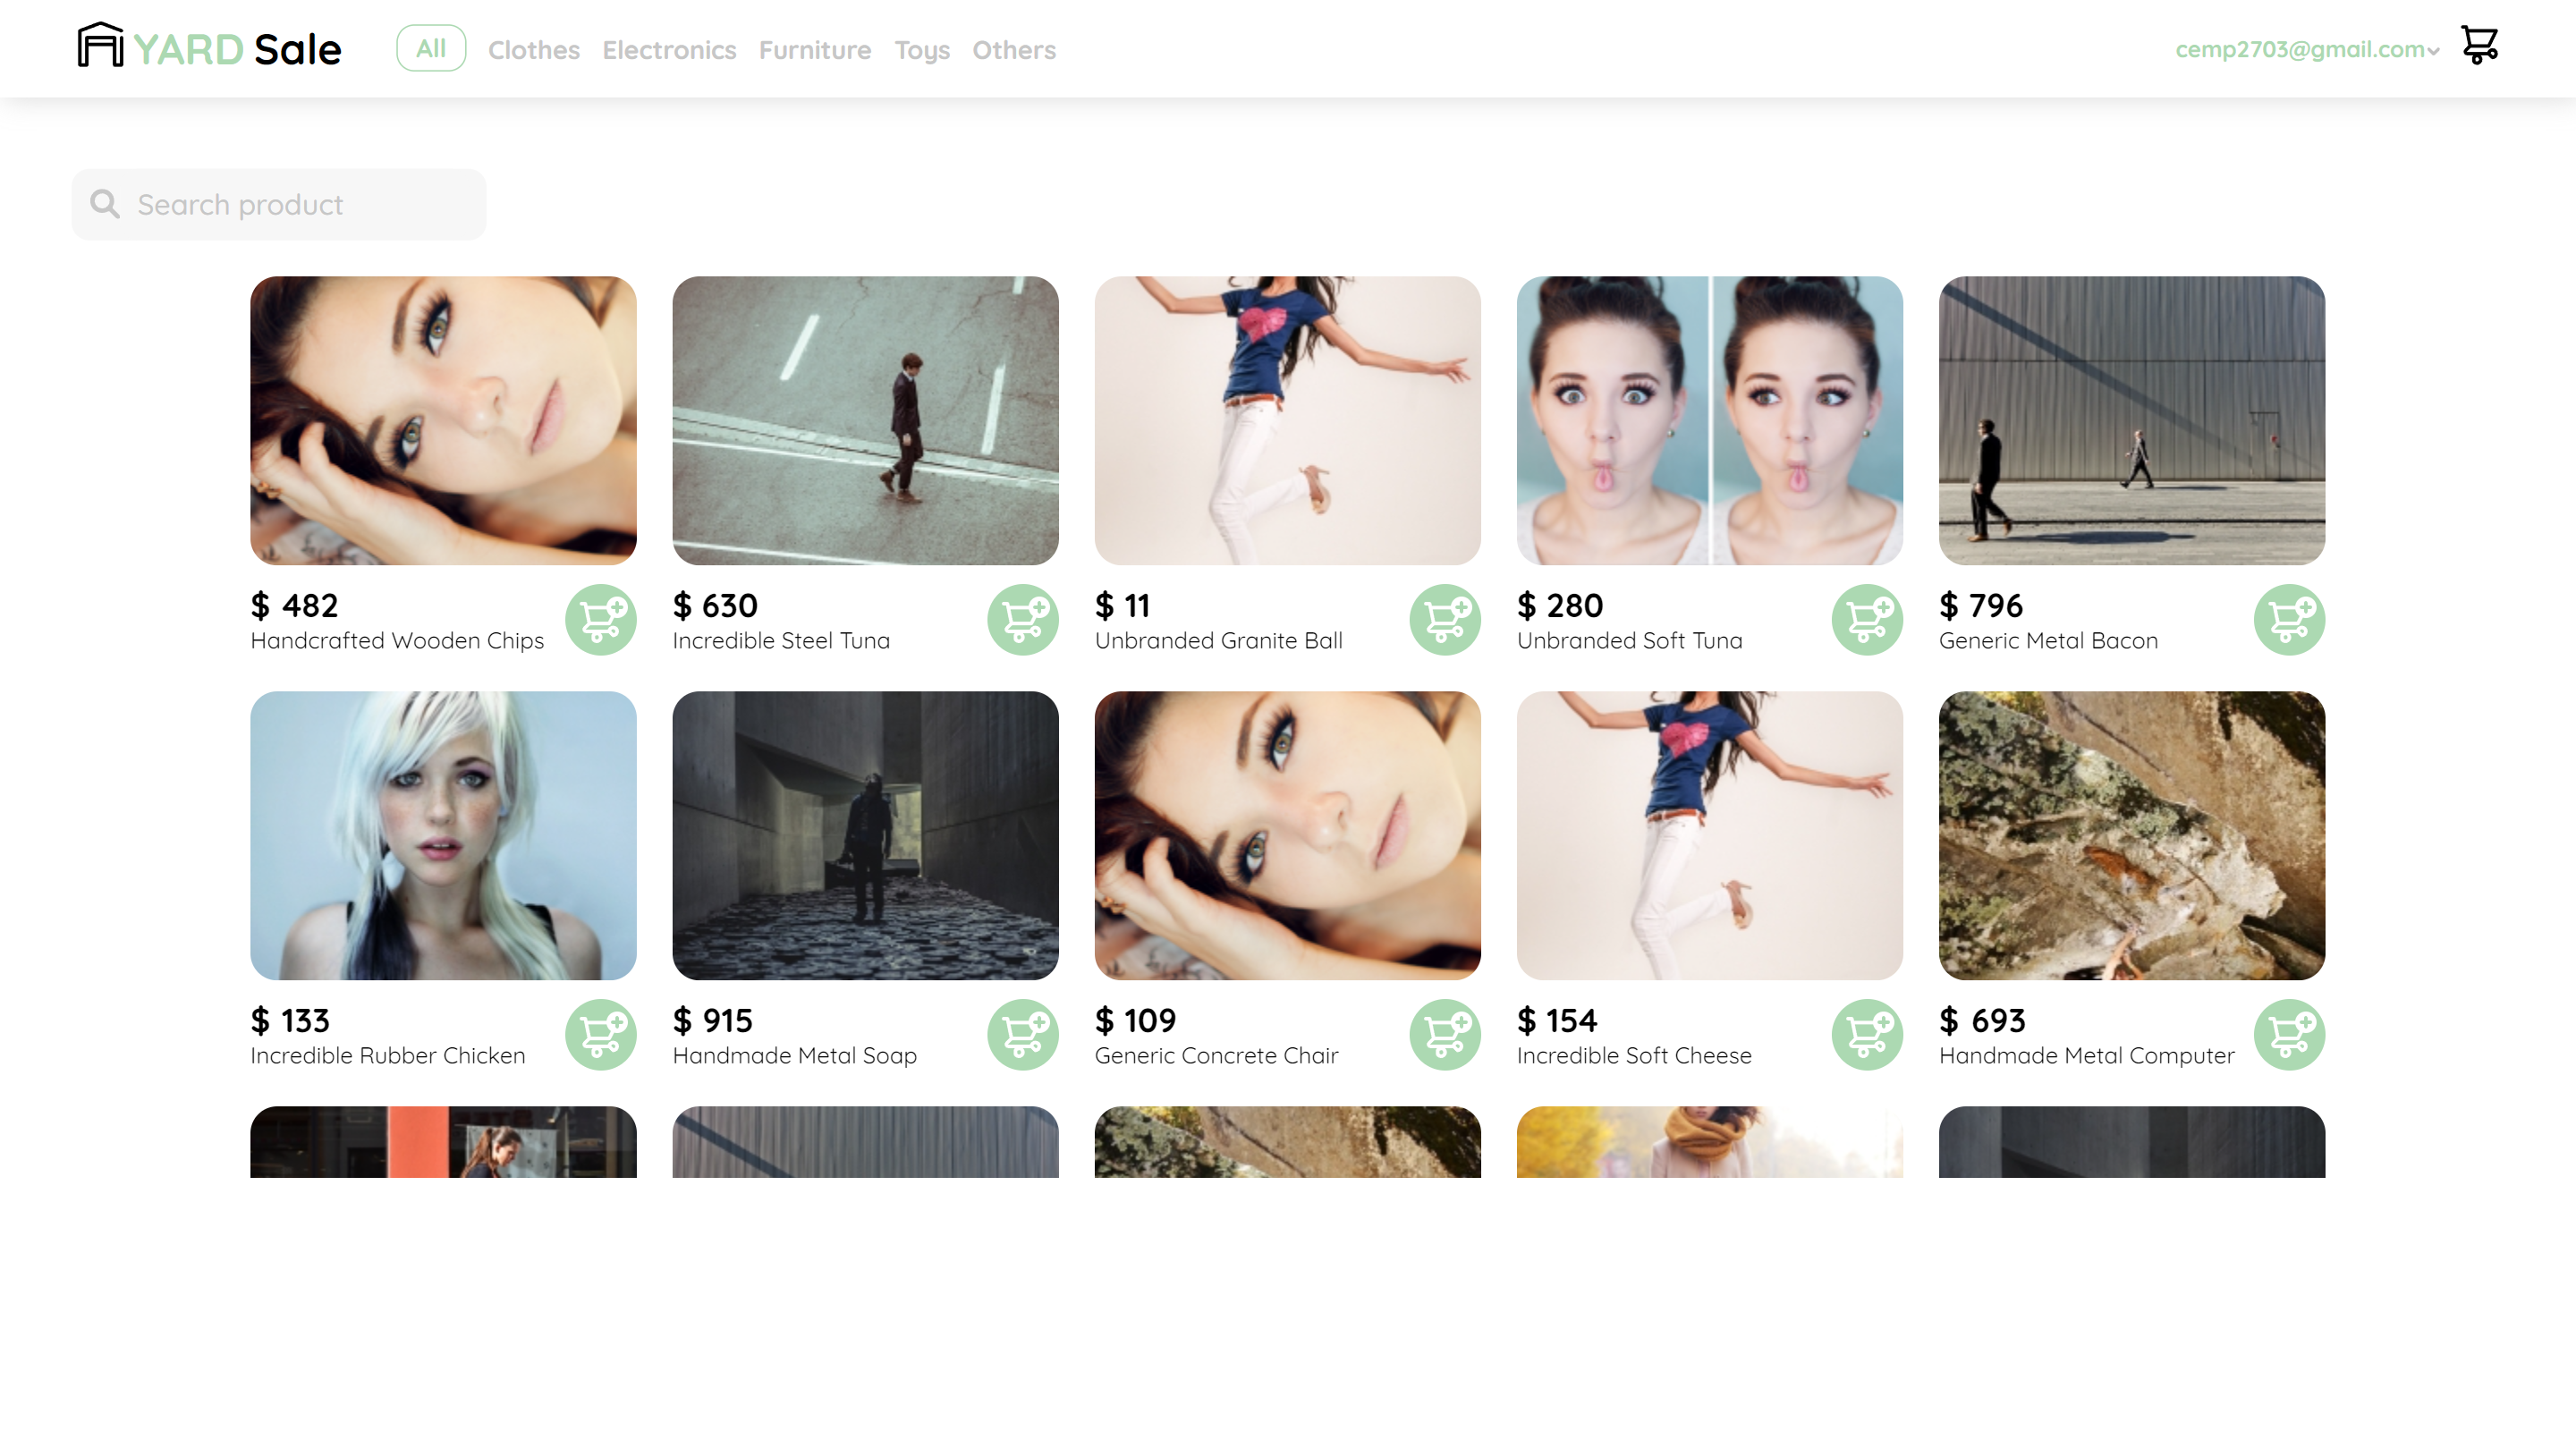 YARD Sale All Clothes Electronics Furniture Toys Others cemp2703@gmail.com
Search product
$ 482
Handcrafted Wooden Chips
$ 630
Incredible Steel Tuna
$ 11
Unbranded Granite Ball
$ 280
Unbranded Soft Tuna
$ 796
Generic Metal Bacon
$ 133
Incredible Rubber Chicken
$ 915
Handmade Metal Soap
$ 109
Generic Concrete Chair
$ 154
Incredible Soft Cheese
$ 693
Handmade Metal Computer